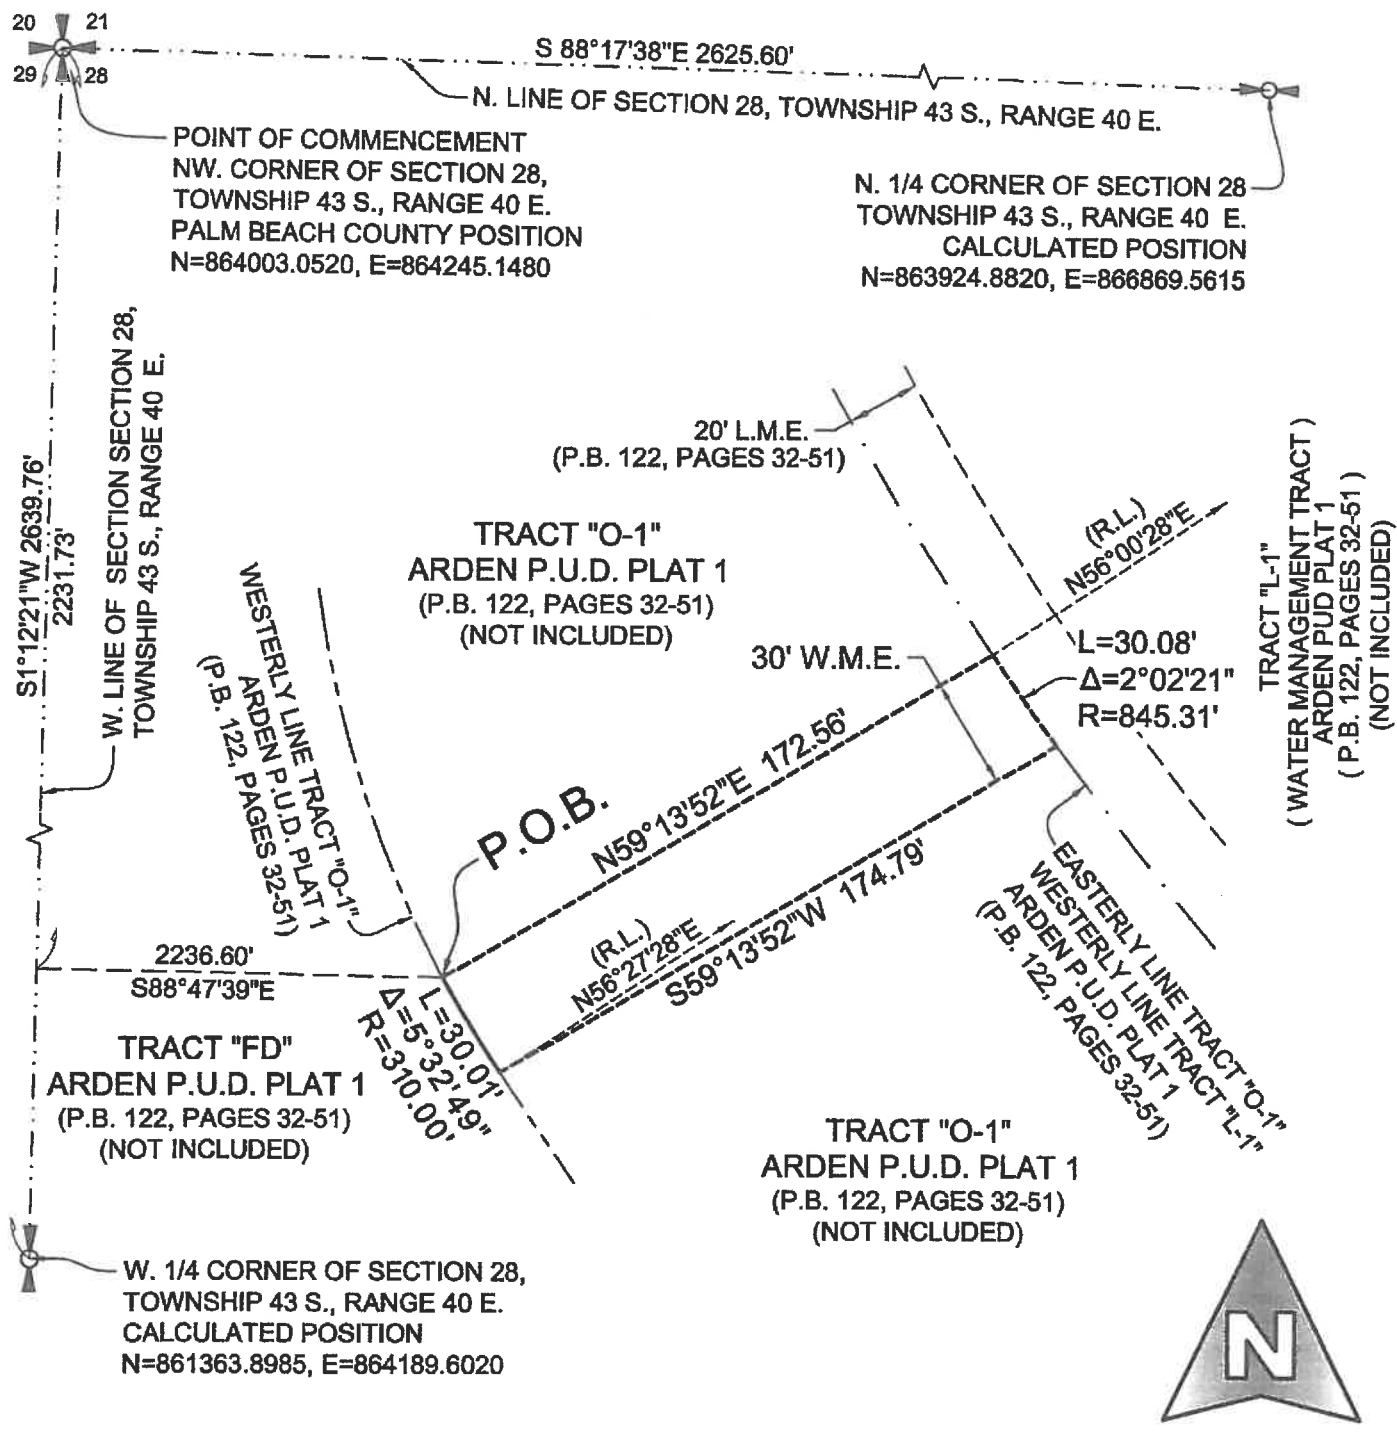 20
21
29
28
S 88°17'38"E 2625.60'
N. LINE OF SECTION 28, TOWNSHIP 43 S., RANGE 40 E.
POINT OF COMMENCEMENT
NW. CORNER OF SECTION 28,
TOWNSHIP 43 S., RANGE 40 E.
PALM BEACH COUNTY POSITION
N=864003.0520, E=864245.1480
N. 1/4 CORNER OF SECTION 28
TOWNSHIP 43 S., RANGE 40 E.
CALCULATED POSITION
N=863924.8820, E=866869.5615
S1°12'21"W 2639.76'
2231.73'
W. LINE OF SECTION SECTION 28,
TOWNSHIP 43 S., RANGE 40 E.
20' L.M.E.
(P.B. 122, PAGES 32-51)
TRACT "O-1"
ARDEN P.U.D. PLAT 1
(P.B. 122, PAGES 32-51)
(NOT INCLUDED)
WESTERLY LINE TRACT "O-1"
ARDEN P.U.D. PLAT 1
(P.B. 122, PAGES 32-51)
(R.L.)
N56°00'28"E
TRACT "L-1"
( WATER MANAGEMENT TRACT )
ARDEN PUD PLAT 1
( P.B. 122, PAGES 32-51 )
(NOT INCLUDED)
30' W.M.E.
L=30.08'
Δ=2°02'21"
R=845.31'
P.O.B.
N59°13'52"E 172.56'
(R.L.)
N56°27'28"E
S59°13'52"W 174.79'
EASTERLY LINE TRACT "O-1"
WESTERLY LINE TRACT "L-1"
ARDEN P.U.D. PLAT 1
(P.B. 122, PAGES 32-51)
2236.60'
S88°47'39"E
L=30.01'
Δ=5°32'49"
R=310.00'
TRACT "FD"
ARDEN P.U.D. PLAT 1
(P.B. 122, PAGES 32-51)
(NOT INCLUDED)
TRACT "O-1"
ARDEN P.U.D. PLAT 1
(P.B. 122, PAGES 32-51)
(NOT INCLUDED)
W. 1/4 CORNER OF SECTION 28,
TOWNSHIP 43 S., RANGE 40 E.
CALCULATED POSITION
N=861363.8985, E=864189.6020
N